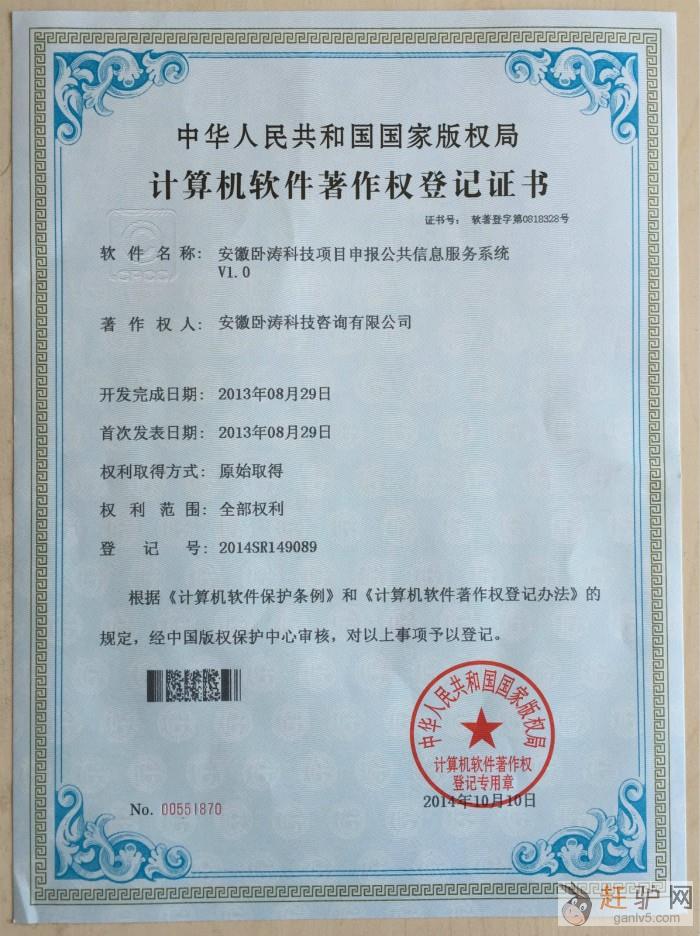 中华人民共和国国家版权局
计算机软件著作权登记证书
证书号： 软著登字第0818328号
CPCC
软 件 名 称： 安徽卧涛科技项目申报公共信息服务系统
V1.0
著 作 权 人： 安徽卧涛科技咨询有限公司
开发完成日期： 2013年08月29日
首次发表日期： 2013年08月29日
权利取得方式： 原始取得
权 利 范 围： 全部权利
登 记 号： 2014SR149089
根据《计算机软件保护条例》和《计算机软件著作权登记办法》的
规定，经中国版权保护中心审核，对以上事项予以登记。
中华人民共和国国家版权局
计算机软件著作权
登记专用章
2014年10月10日
No. 00551870
赶驴网
ganlv5.com